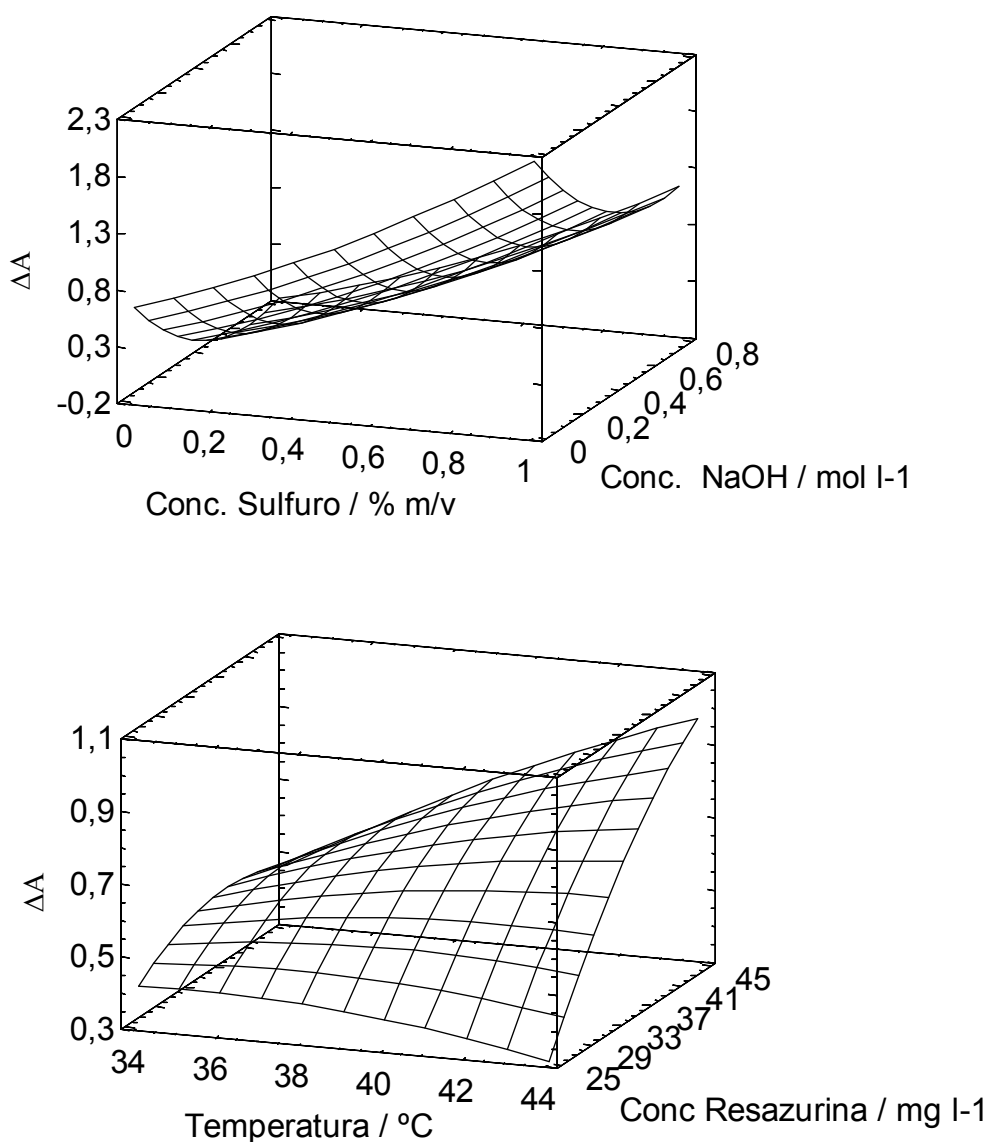 2,3
1,8
1,3
0,8
0,3
-0,2
ΔA
0 0,2 0,4 0,6 0,8 1
Conc. Sulfuro / % m/v
0 0,2 0,4 0,6 0,8
Conc. NaOH / mol l-1
1,1
0,9
0,7
0,5
0,3
ΔA
34 36 38 40 42 44
Temperatura / ºC
25 29 33 37 41 45
Conc Resazurina / mg l-1